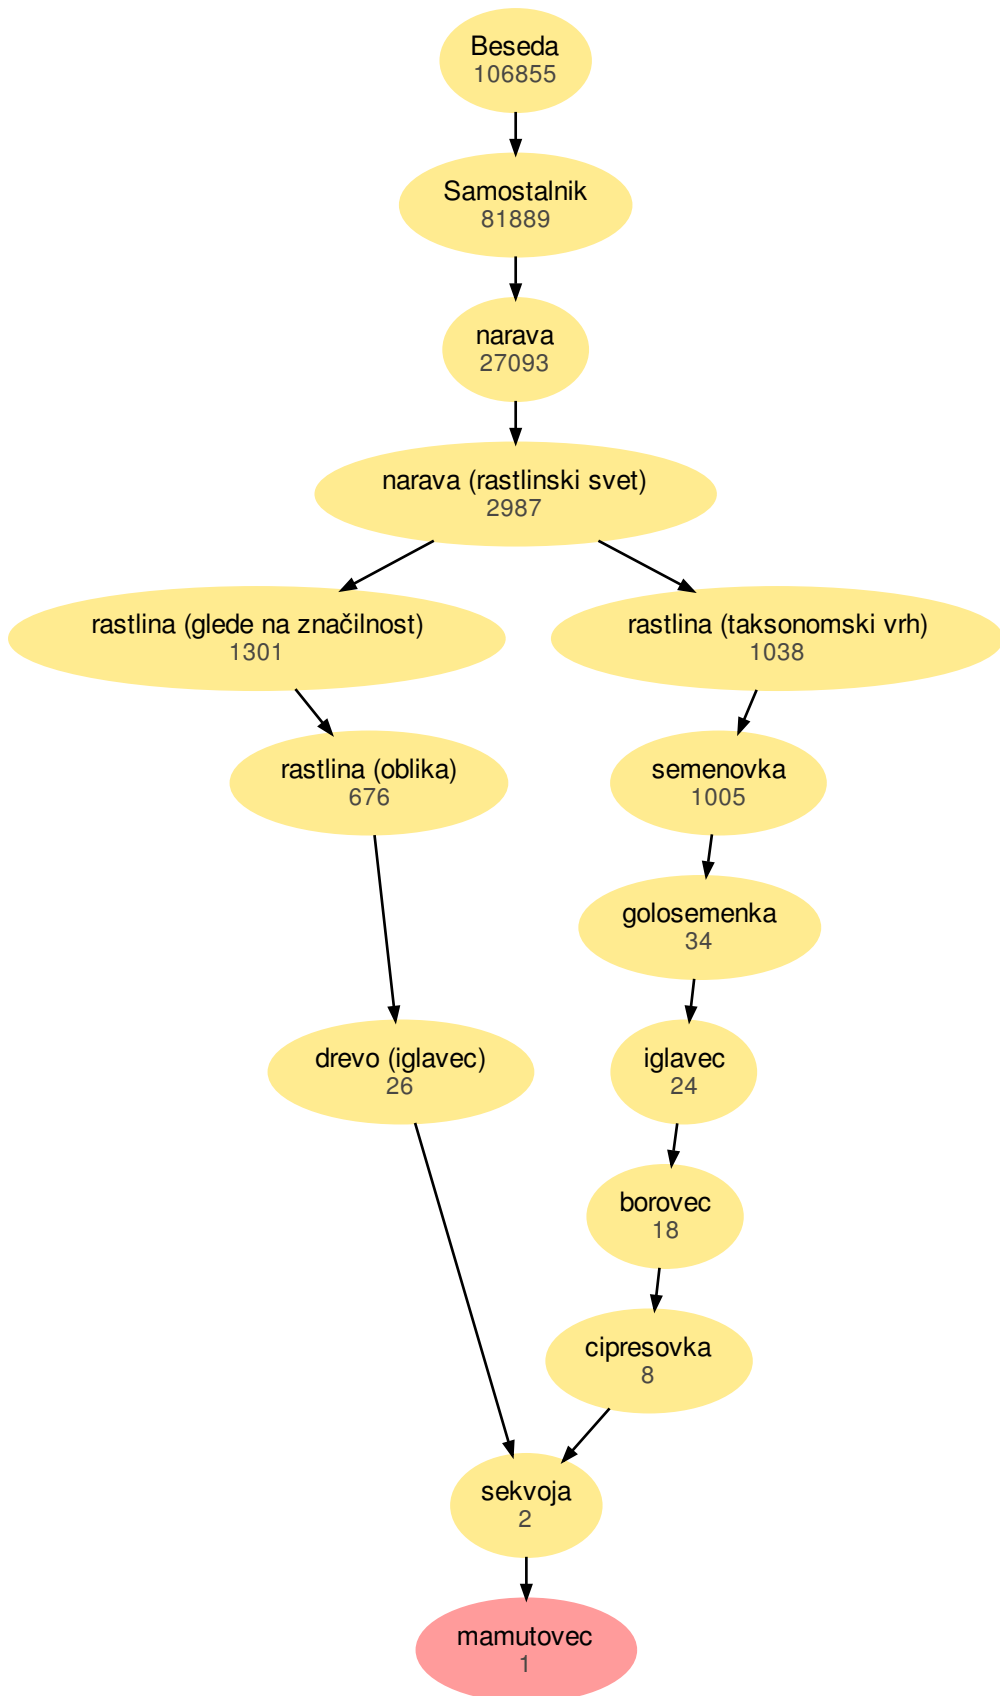 Beseda
106855
Samostalnik
81889
narava
27093
narava (rastlinski svet)
2987
rastlina (glede na značilnost)
1301
rastlina (taksonomski vrh)
1038
rastlina (oblika)
676
semenovka
1005
golosemenka
34
drevo (iglavec)
26
iglavec
24
borovec
18
cipresovka
8
sekvoja
2
mamutovec
1